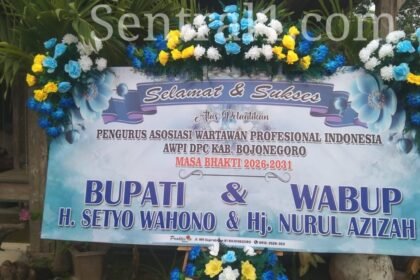 Sentral1.com
Selamat & Sukses
Atas Pelantikan
PENGURUS ASOSIASI WARTAWAN PROFESIONAL INDONESIA
AWPI DPC KAB. BOJONEGORO
MASA BHAKTI 2026-2031
BUPATI & WABUP
H. SETYO WAHONO & Hj. NURUL AZIZAH